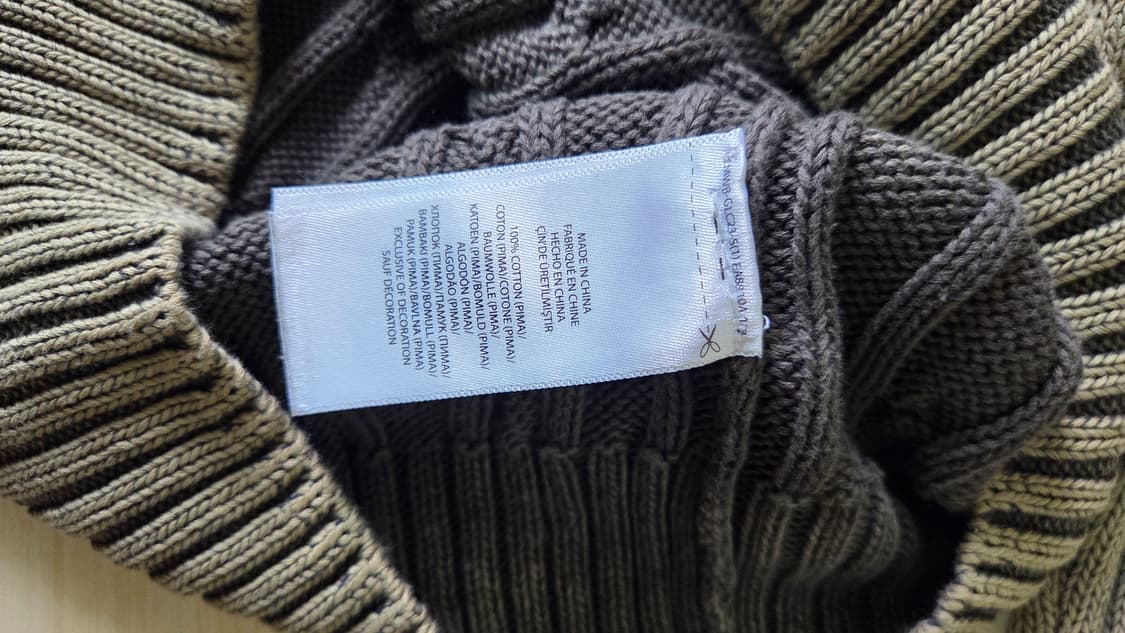 MADE IN CHINA
FABRIQUÉ EN CHINE
HECHO EN CHINA
ÇİN'DE ÜRETİLMİŞTİR
100% COTTON (PIMA)/
COTON (PIMA)/COTONE (PIMA)/
BAUMWOLLE (PIMA)/
KATOEN (PIMA)/BOMULD (PIMA)/
ALGODÓN (PIMA)/
ALGODÃO (PIMA)/
ХЛОПОК (ПИМА)/ПАМУК (ПИМА)/
ΒΑΜΒΑΚΙ (PIMA)/BOMULL (PIMA)/
PAMUK (PIMA)/BAVLNA (PIMA)
EXCLUSIVE OF DECORATION
SAUF DÉCORATION